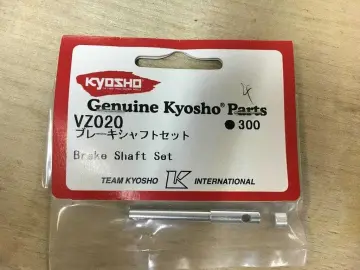 KYOSHO
Genuine Kyosho® Parts
VZ020
ブレーキシャフトセット ●300
Brake Shaft Set
TEAM KYOSHO K INTERNATIONAL